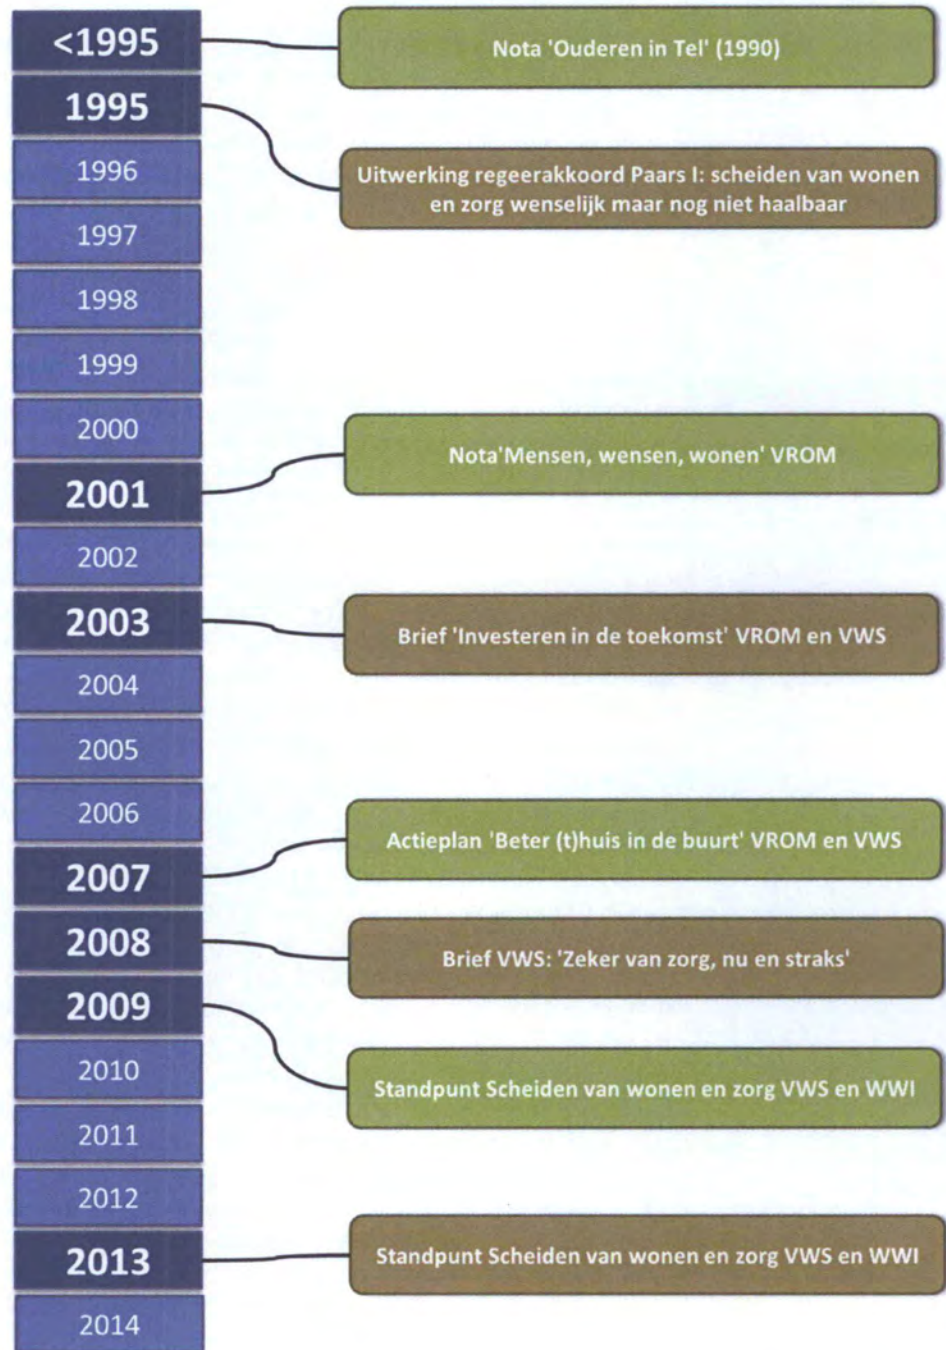 <1995
Nota 'Ouderen in Tel' (1990)
1995
1996
Uitwerking regeerakkoord Paars I: scheiden van wonen
en zorg wenselijk maar nog niet haalbaar
1997
1998
1999
2000
Nota'Mensen, wensen, wonen' VROM
2001
2002
2003
Brief 'Investeren in de toekomst' VROM en VWS
2004
2005
2006
Actieplan 'Beter (t)huis in de buurt' VROM en VWS
2007
2008
Brief VWS: 'Zeker van zorg, nu en straks'
2009
2010
Standpunt Scheiden van wonen en zorg VWS en WWI
2011
2012
2013
Standpunt Scheiden van wonen en zorg VWS en WWI
2014